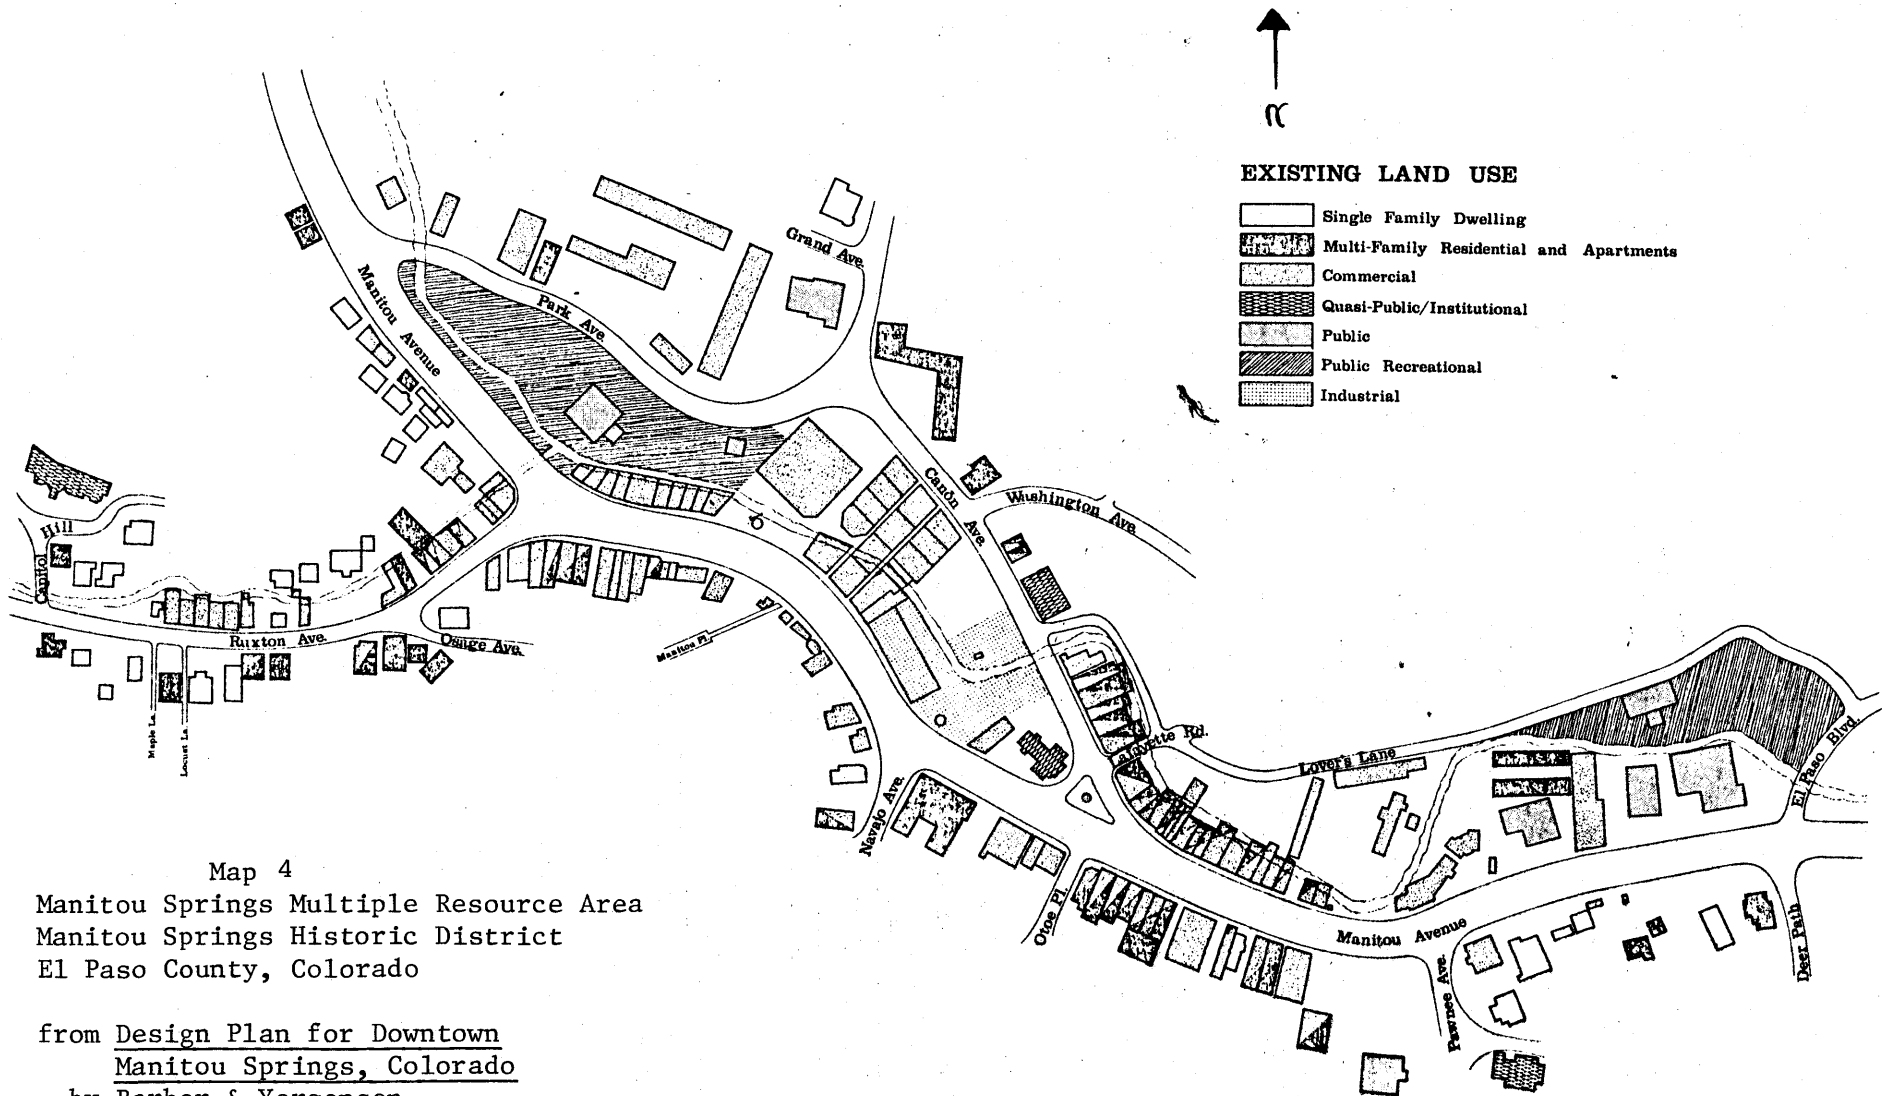 N
EXISTING LAND USE
Single Family Dwelling
Multi-Family Residential and Apartments
Commercial
Quasi-Public/Institutional
Public
Public Recreational
Industrial
Grand Ave.
Manitou Avenue
Park Ave.
Canón Ave.
Washington Ave.
Capitol Hill
Ruxton Ave.
Osage Ave.
Manitou Pl.
Maple La.
Locust La.
Lafayette Rd.
Lover's Lane
El Paso Blvd.
Navajo Ave.
Otoe Pl.
Manitou Avenue
Pawnee Ave.
Deer Path
Map 4
Manitou Springs Multiple Resource Area
Manitou Springs Historic District
El Paso County, Colorado
from Design Plan for Downtown
Manitou Springs, Colorado
by Barber & Yergensen